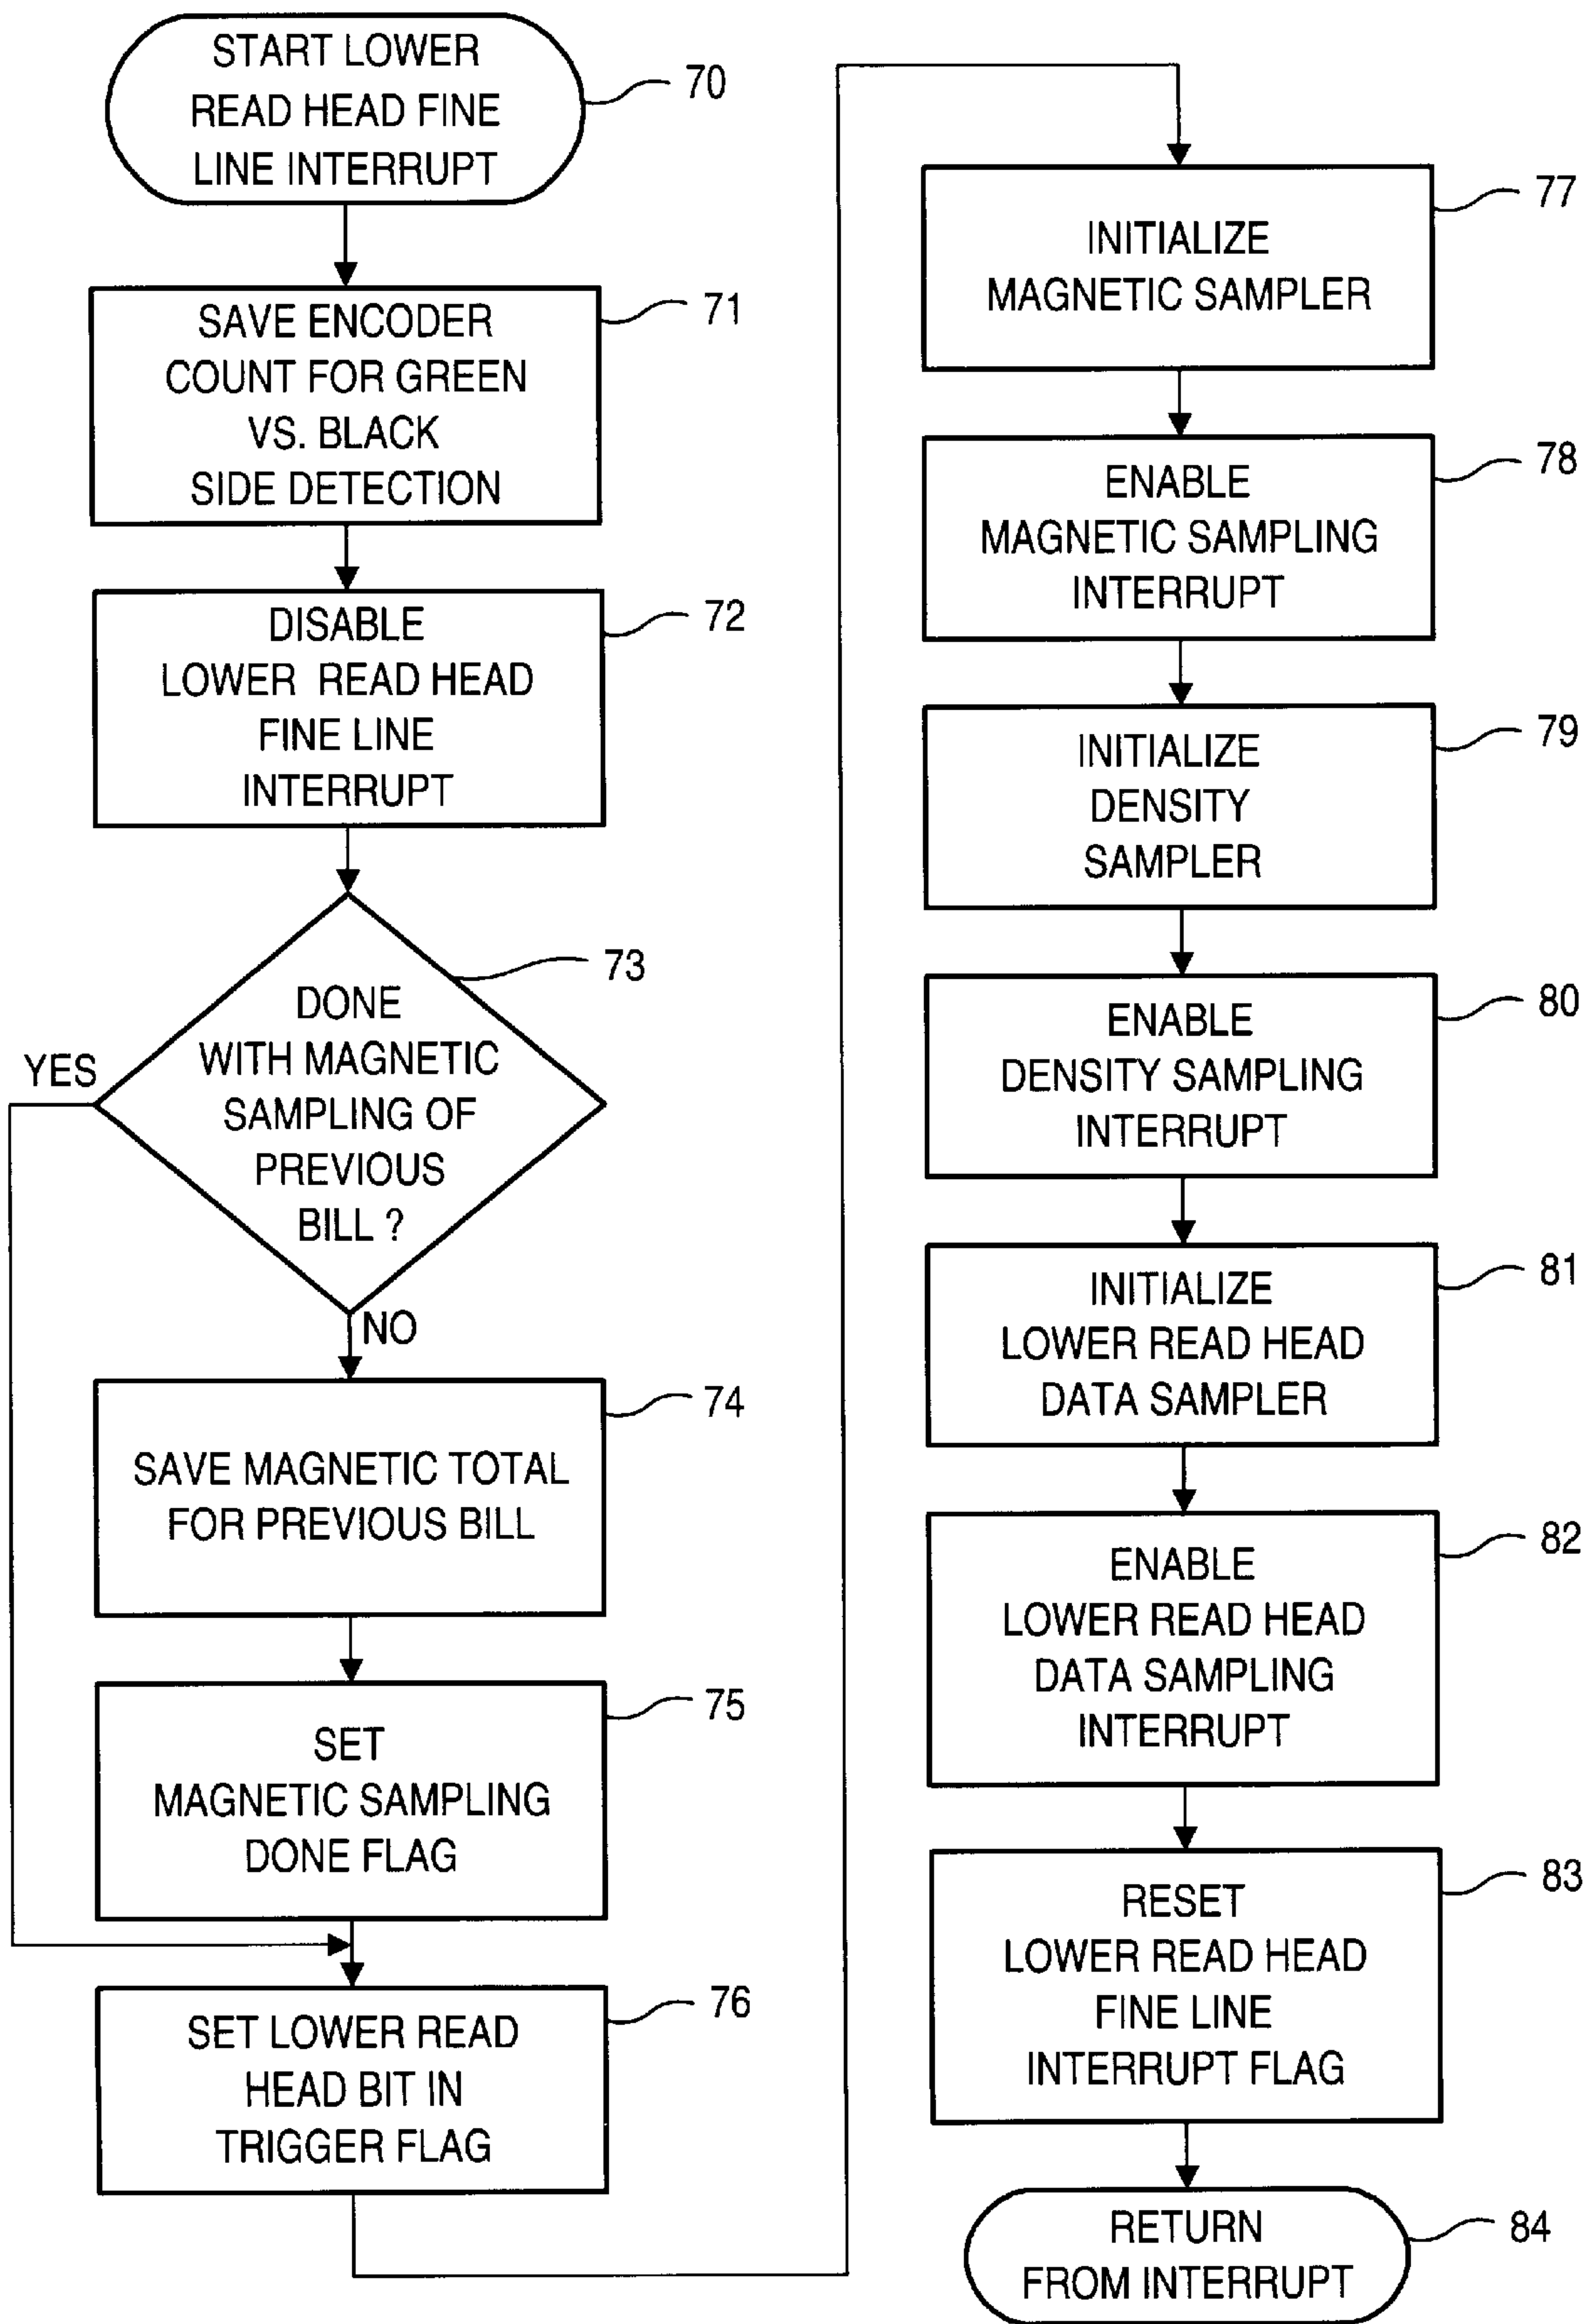 START LOWER
READ HEAD FINE
LINE INTERRUPT
70
SAVE ENCODER
COUNT FOR GREEN
VS. BLACK
SIDE DETECTION
71
DISABLE
LOWER READ HEAD
FINE LINE
INTERRUPT
72
DONE
WITH MAGNETIC
SAMPLING OF
PREVIOUS
BILL ?
73
YES
NO
SAVE MAGNETIC TOTAL
FOR PREVIOUS BILL
74
SET
MAGNETIC SAMPLING
DONE FLAG
75
SET LOWER READ
HEAD BIT IN
TRIGGER FLAG
76
INITIALIZE
MAGNETIC SAMPLER
77
ENABLE
MAGNETIC SAMPLING
INTERRUPT
78
INITIALIZE
DENSITY
SAMPLER
79
ENABLE
DENSITY SAMPLING
INTERRUPT
80
INITIALIZE
LOWER READ HEAD
DATA SAMPLER
81
ENABLE
LOWER READ HEAD
DATA SAMPLING
INTERRUPT
82
RESET
LOWER READ HEAD
FINE LINE
INTERRUPT FLAG
83
RETURN
FROM INTERRUPT
84